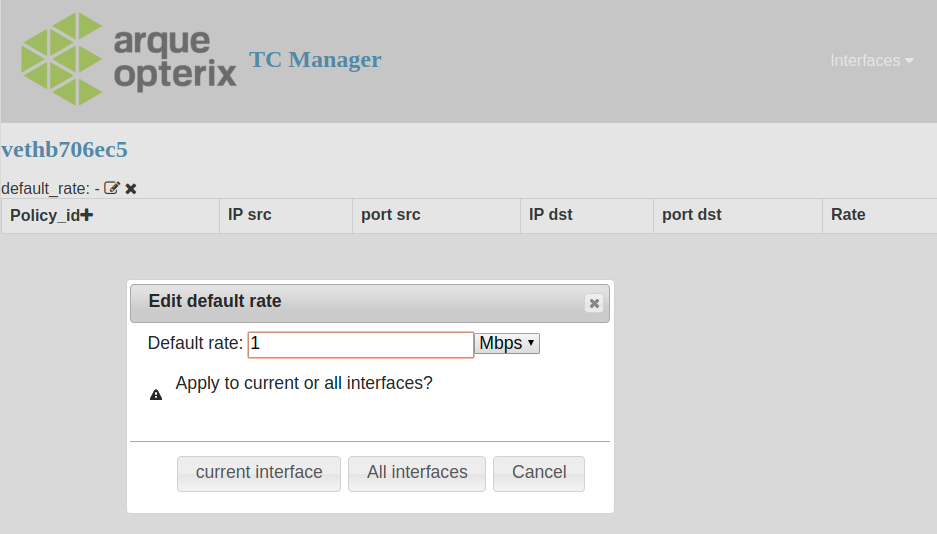 arque
opterix
TC Manager
Interfaces
vethb706ec5
default_rate: -
Policy_id IP src port src IP dst port dst Rate
Edit default rate
Default rate: 1 Mbps
Apply to current or all interfaces?
current interface All interfaces Cancel